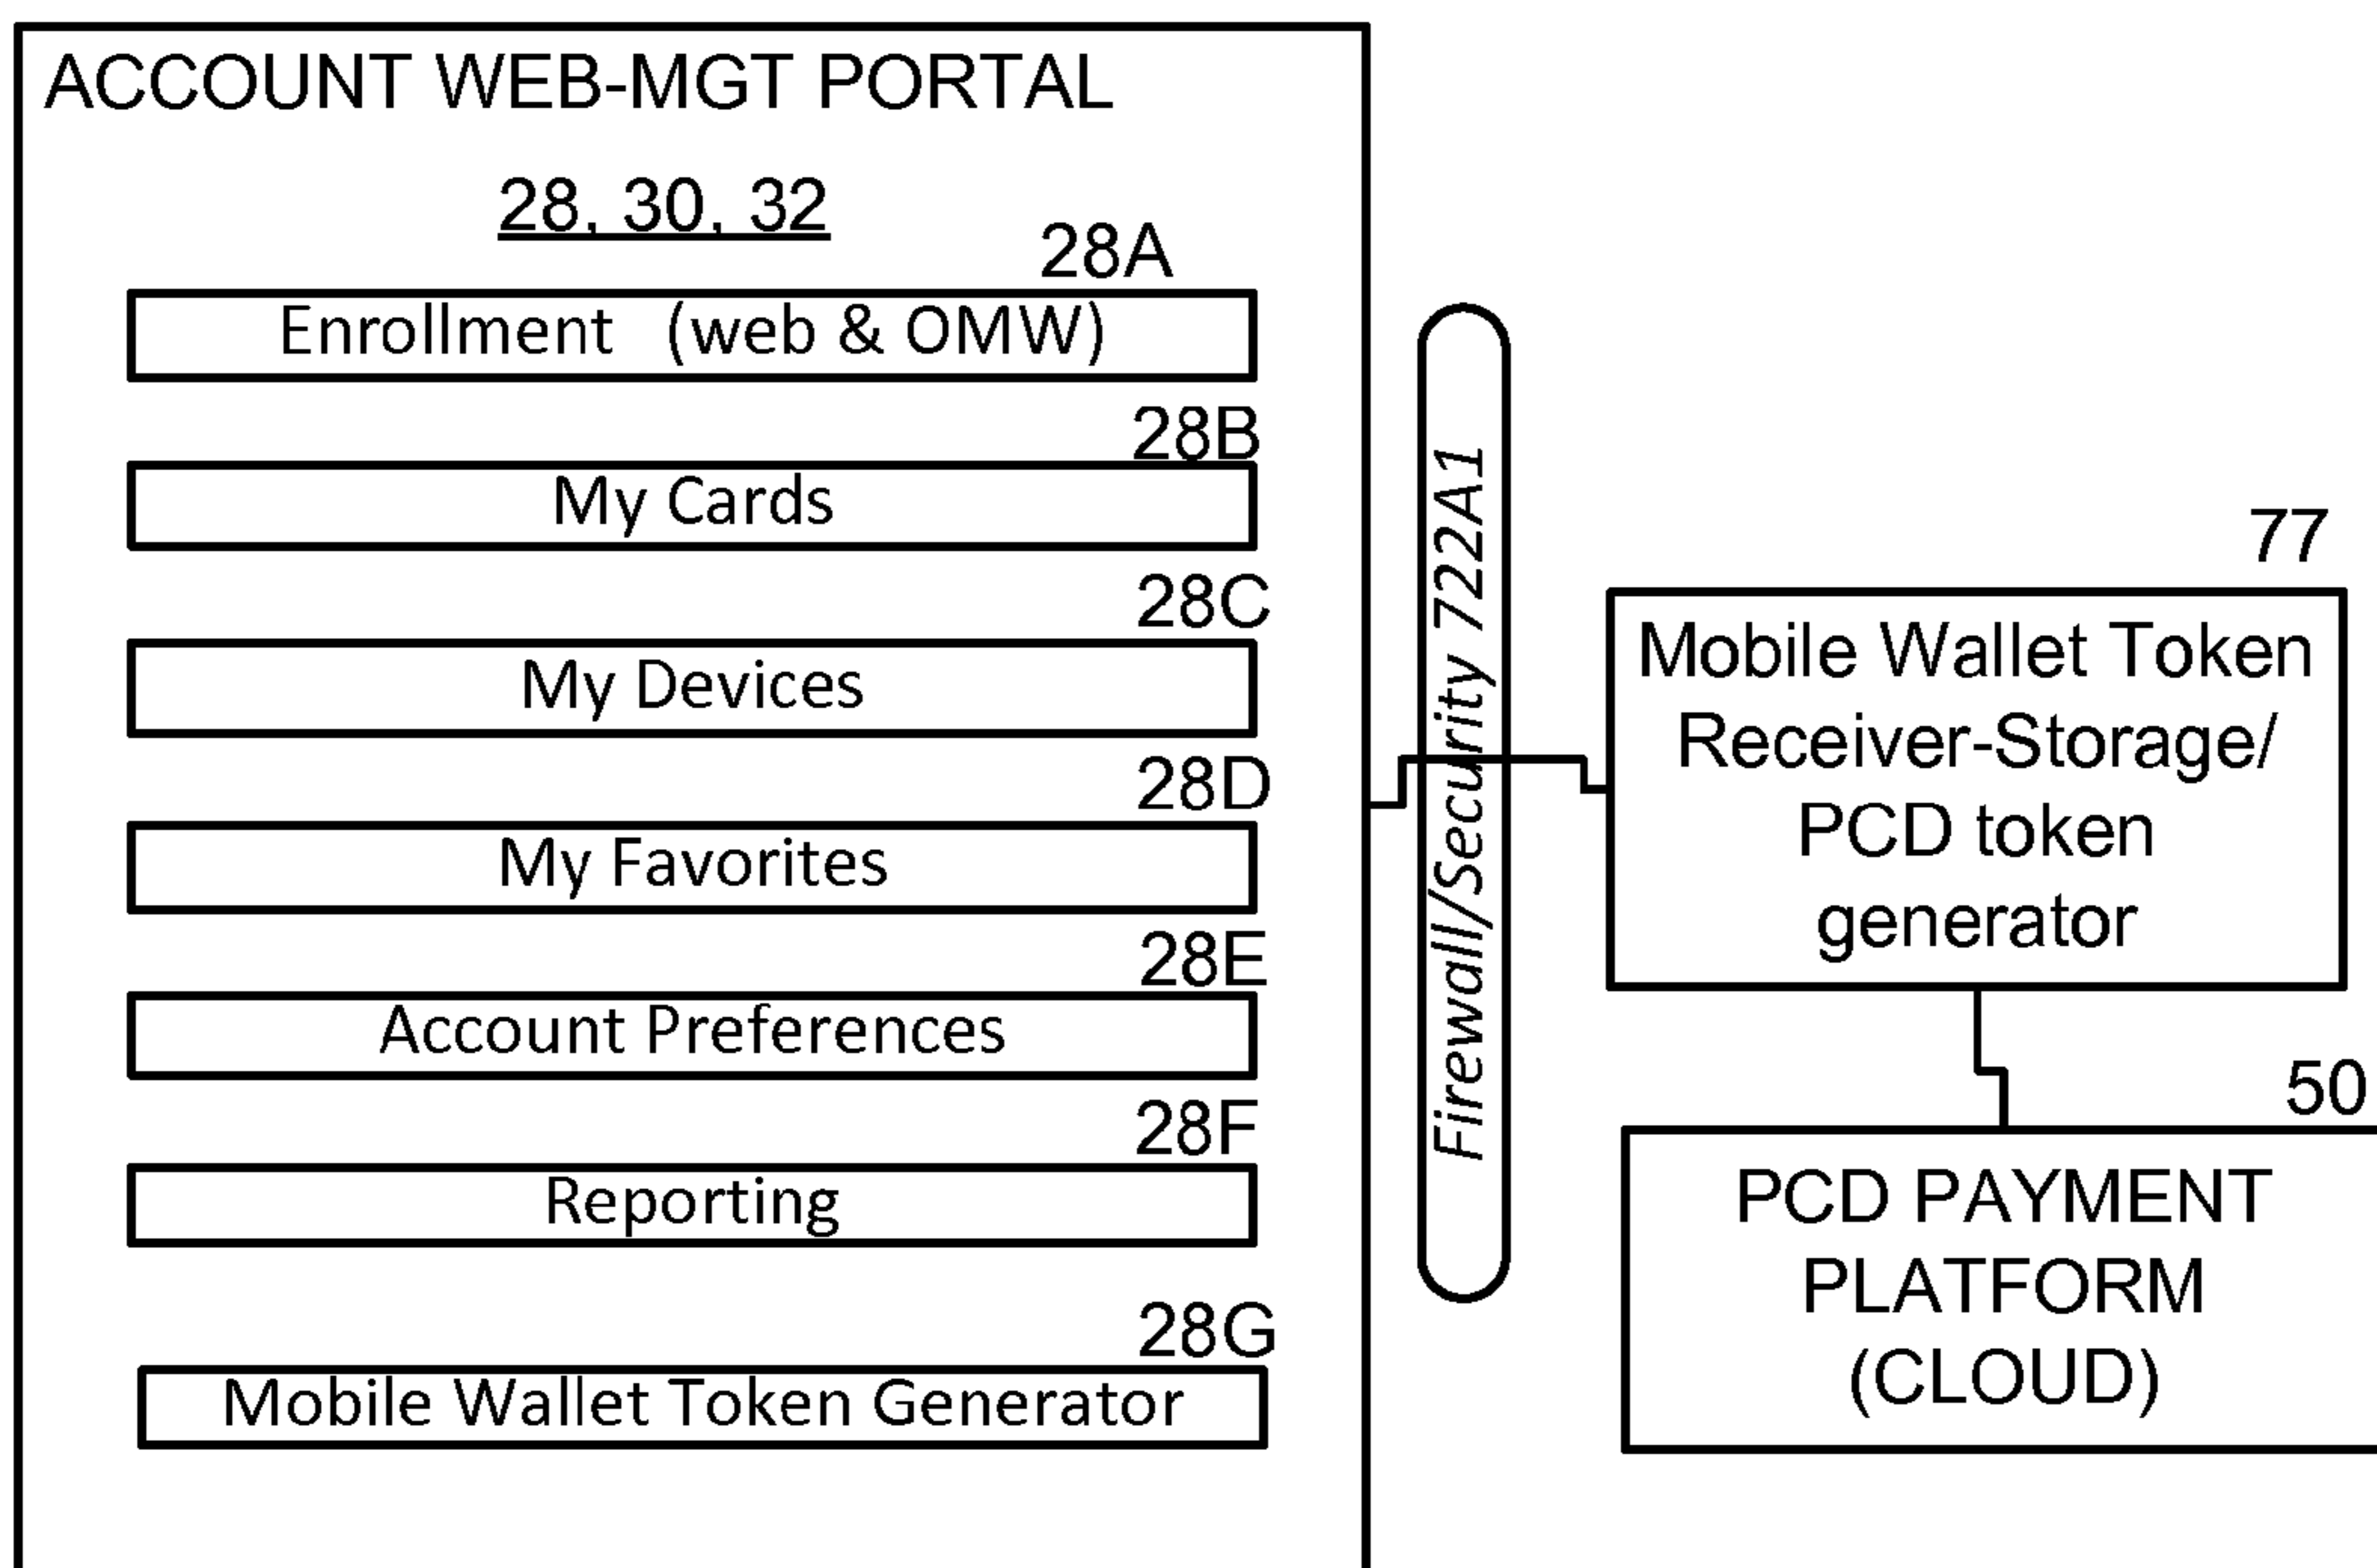 ACCOUNT WEB-MGT PORTAL
28, 30, 32
28A
Enrollment (web & OMW)
28B
My Cards
28C
My Devices
28D
My Favorites
28E
Account Preferences
28F
Reporting
28G
Mobile Wallet Token Generator
Firewall/Security 722A1
77
Mobile Wallet Token
Receiver-Storage/
PCD token
generator
50
PCD PAYMENT
PLATFORM
(CLOUD)